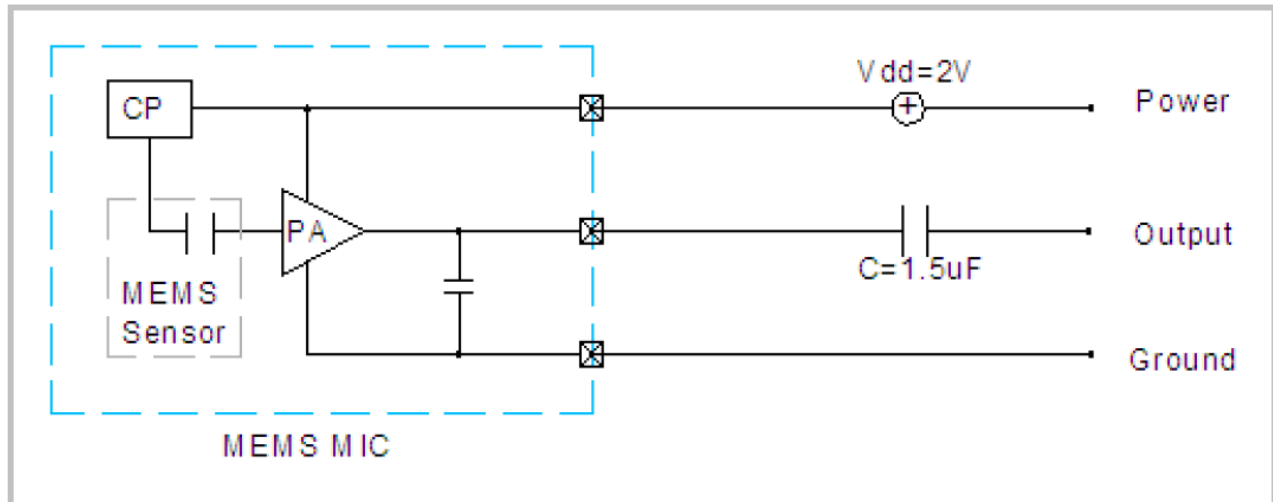 Vdd=2V
Power
CP
PA
Output
C=1.5uF
MEMS
Sensor
Ground
MEMS MIC